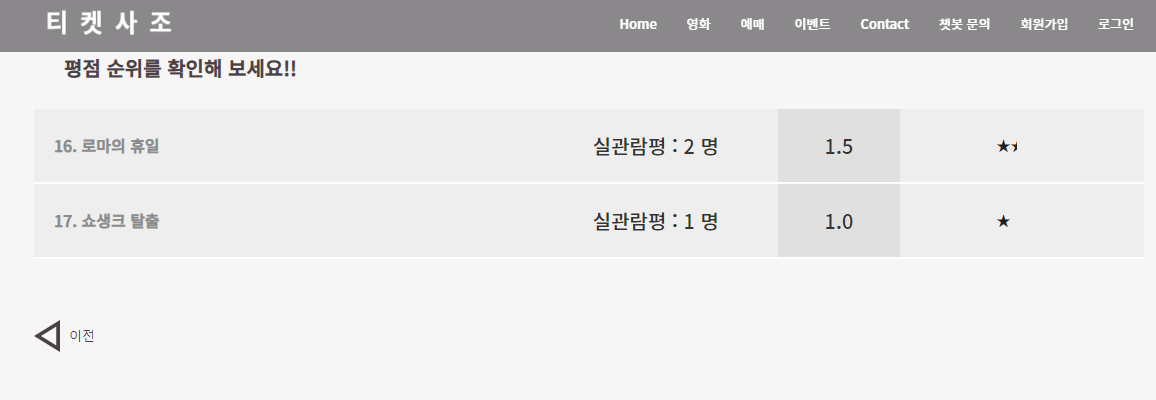 티켓사조 Home 영화 예매 이벤트 Contact 챗봇 문의 회원가입 로그인
평점 순위를 확인해 보세요!!
16. 로마의 휴일 실관람평 : 2 명 1.5 ★★
17. 쇼생크 탈출 실관람평 : 1 명 1.0 ★
이전